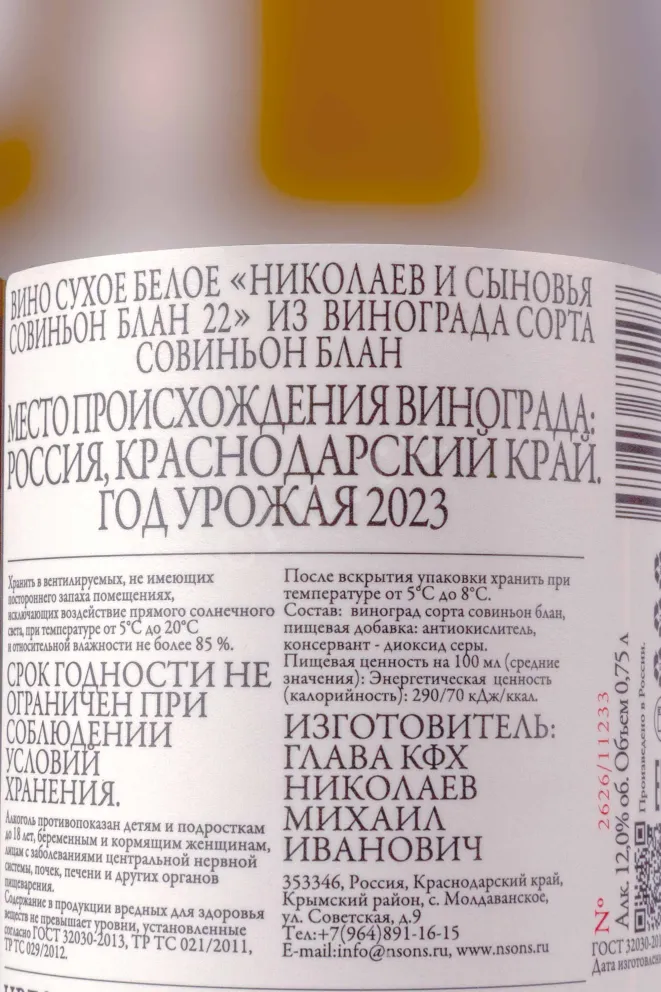 ВИНО СУХОЕ БЕЛОЕ «НИКОЛАЕВ И СЫНОВЬЯ
СОВИНЬОН БЛАН 22» ИЗ ВИНОГРАДА СОРТА
СОВИНЬОН БЛАН
МЕСТО ПРОИСХОЖДЕНИЯ ВИНОГРАДА:
РОССИЯ, КРАСНОДАРСКИЙ КРАЙ.
ГОД УРОЖАЯ 2023
Хранить в вентилируемых, не имеющих
постороннего запаха помещениях,
исключающих воздействие прямого солнечного
света, при температуре от 5°С до 20°С
и относительной влажности не более 85 %.
СРОК ГОДНОСТИ НЕ
ОГРАНИЧЕН ПРИ
СОБЛЮДЕНИИ
УСЛОВИЙ
ХРАНЕНИЯ.
Алкоголь противопоказан детям и подросткам
до 18 лет, беременным и кормящим женщинам,
лицам с заболеваниями центральной нервной
системы, почек, печени и других органов
пищеварения.
Содержание в продукции вредных для здоровья
веществ не превышает уровни, установленные
согласно ГОСТ 32030-2013, ТР ТС 021/2011,
ТР ТС 029/2012.
После вскрытия упаковки хранить при
температуре от 5°С до 8°С.
Состав: виноград сорта совиньон блан,
пищевая добавка: антиокислитель,
консервант - диоксид серы.
Пищевая ценность на 100 мл (средние
значения): Энергетическая ценность
(калорийность): 290/70 кДж/ккал.
ИЗГОТОВИТЕЛЬ:
ГЛАВА КФХ
НИКОЛАЕВ
МИХАИЛ
ИВАНОВИЧ
353346, Россия, Краснодарский край,
Крымский район, с. Молдаванское,
ул. Советская, д.9
Тел:+7(964)891-16-15
E-mail:info@nsons.ru, www.nsons.ru
№ 2626/11233
Алк. 12,0% об. Объем 0,75 л
Произведено в России.
ГОСТ 32030-201
Дата изготовлен